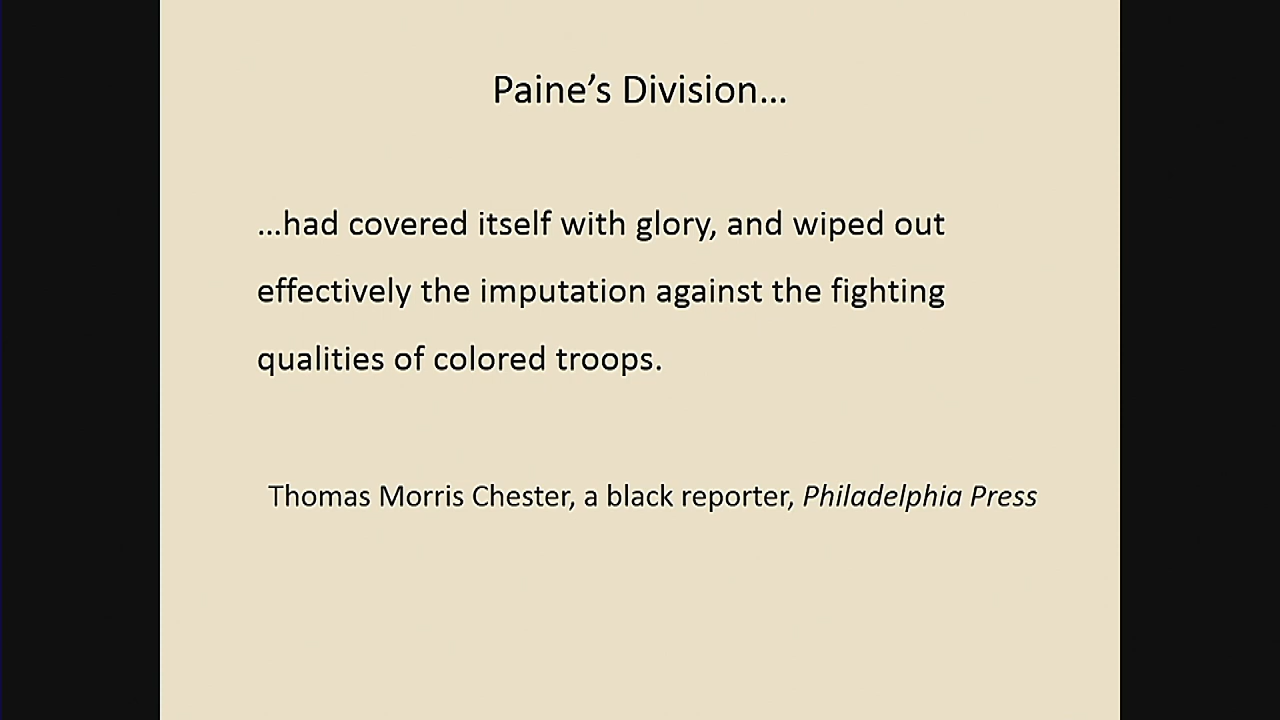 Paine’s Division...
...had covered itself with glory, and wiped out
effectively the imputation against the fighting
qualities of colored troops.
Thomas Morris Chester, a black reporter, Philadelphia Press